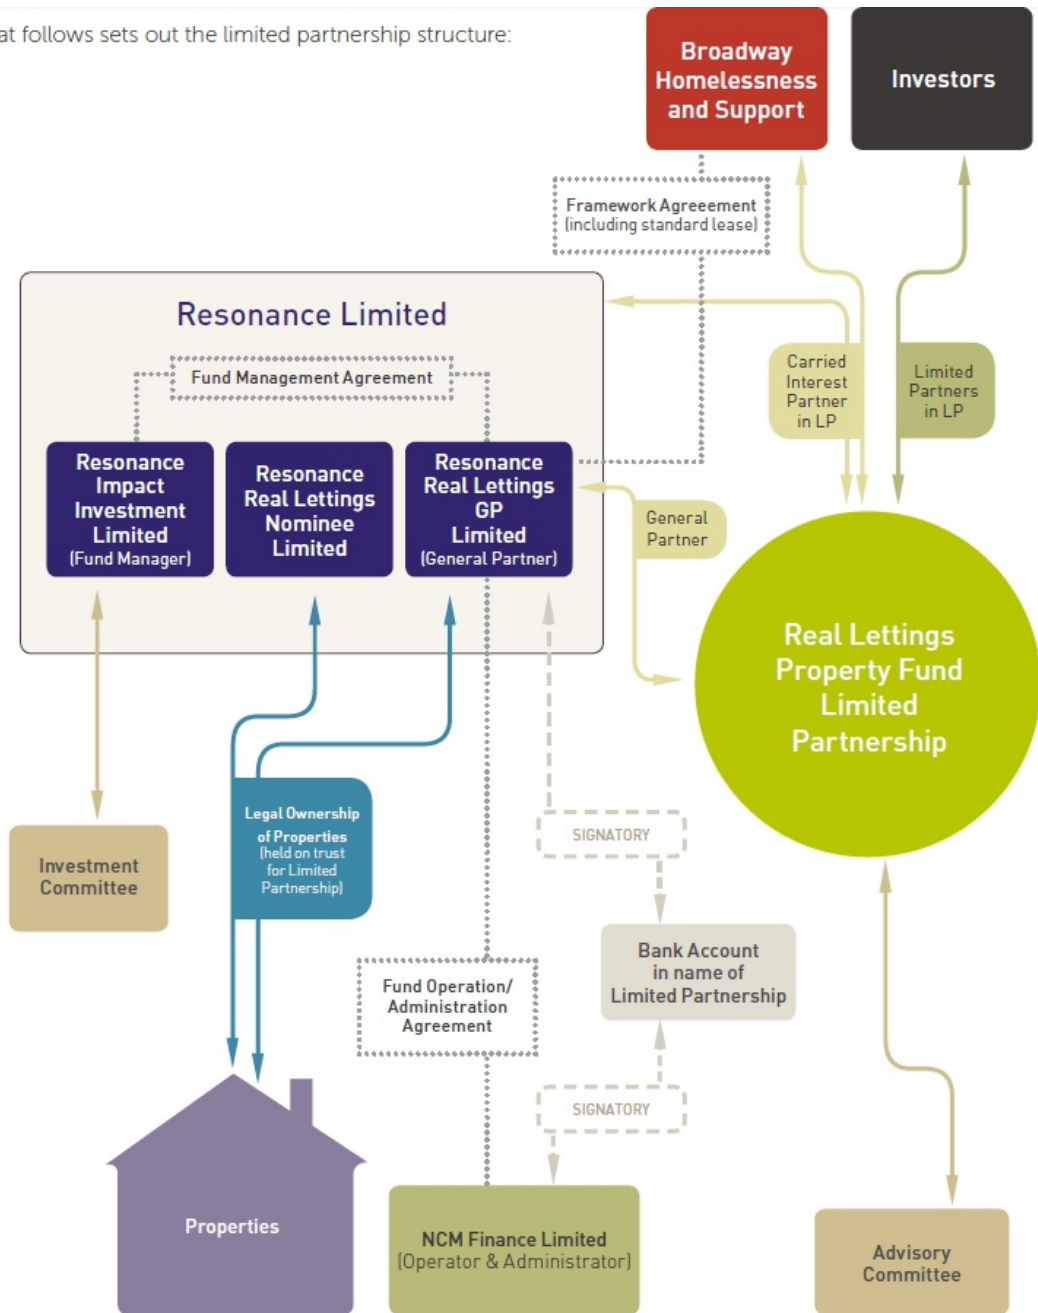 at follows sets out the limited partnership structure:
Broadway
Homelessness
and Support
Investors
Framework Agreeement
(including standard lease)
Resonance Limited
Fund Management Agreement
Carried
Interest
Partner
in LP
Limited
Partners
in LP
Resonance
Impact
Investment
Limited
(Fund Manager)
Resonance
Real Lettings
Nominee
Limited
Resonance
Real Lettings
GP
Limited
(General Partner)
General
Partner
Real Lettings
Property Fund
Limited
Partnership
Legal Ownership
of Properties
(held on trust
for Limited
Partnership)
SIGNATORY
Investment
Committee
Bank Account
in name of
Limited Partnership
Fund Operation/
Administration
Agreement
SIGNATORY
Properties
NCM Finance Limited
(Operator & Administrator)
Advisory
Committee